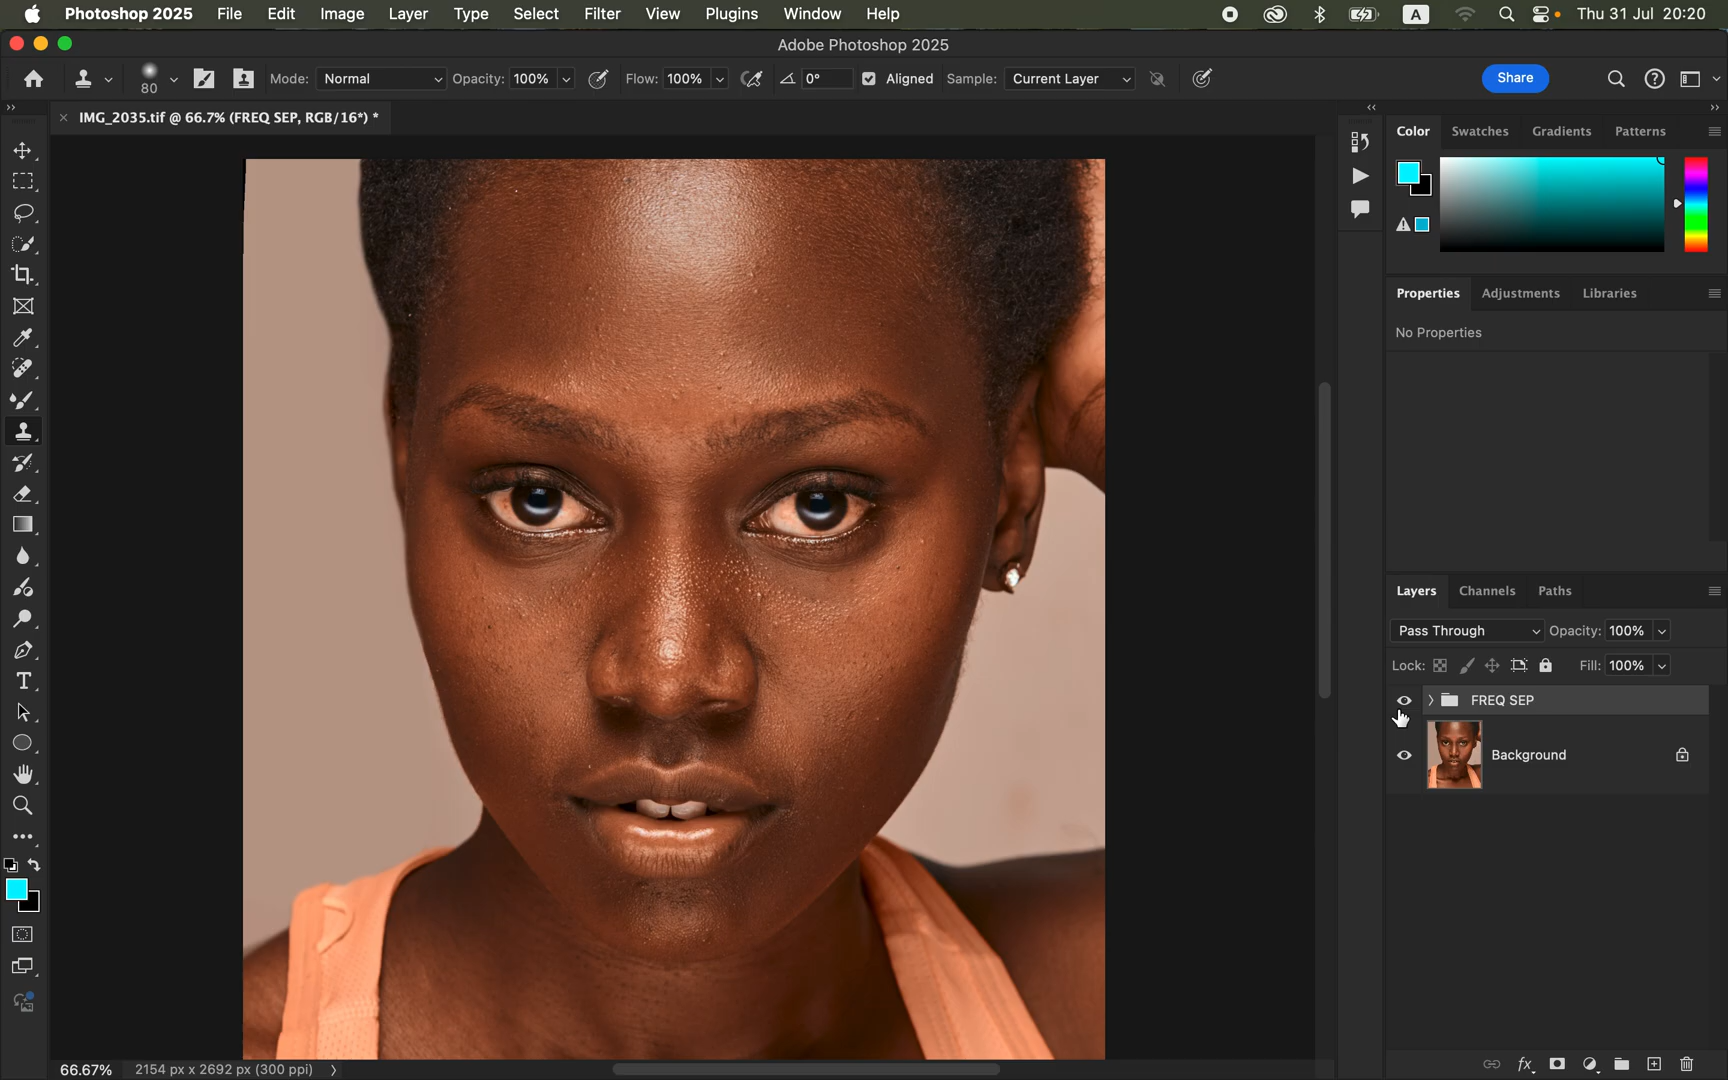 Photoshop 2025 File Edit Image Layer Type Select Filter View Plugins Window Help A Thu 31 Jul 20:20
Adobe Photoshop 2025
80 Mode: Normal Opacity: 100% Flow: 100% 0° Aligned Sample: Current Layer Share
IMG_2035.tif @ 66.7% (FREQ SEP, RGB/16*) *
Color Swatches Gradients Patterns
Properties Adjustments Libraries
No Properties
Layers Channels Paths
Pass Through Opacity: 100%
Lock: Fill: 100%
FREQ SEP
Background
66.67% 2154 px x 2692 px (300 ppi)